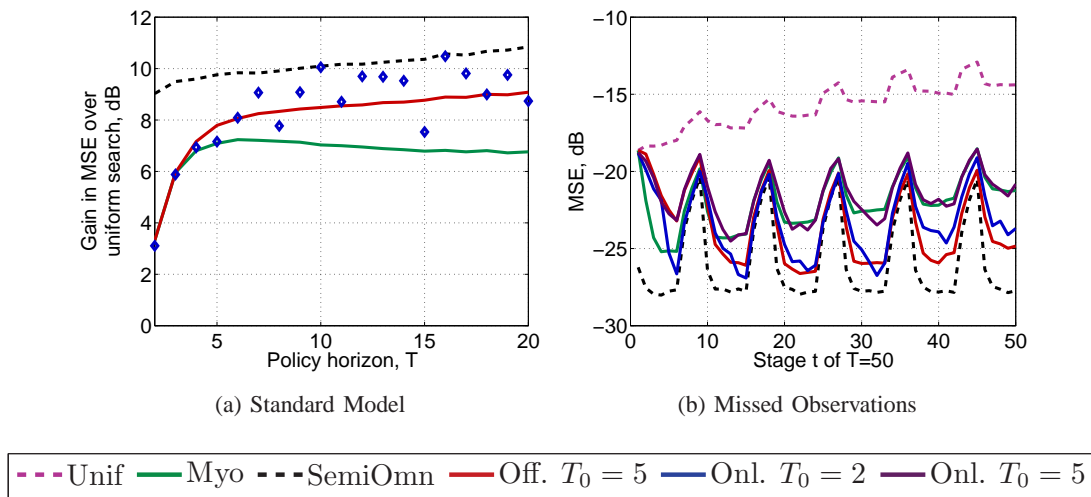 12
10
8
6
4
2
0
5
10
15
20
Gain in MSE over
uniform search, dB
Policy horizon, T
(a) Standard Model
−10
−15
−20
−25
−30
0
10
20
30
40
50
MSE, dB
Stage t of T=50
(b) Missed Observations
Unif Myo SemiOmn Off. T₀ = 5 Onl. T₀ = 2 Onl. T₀ = 5